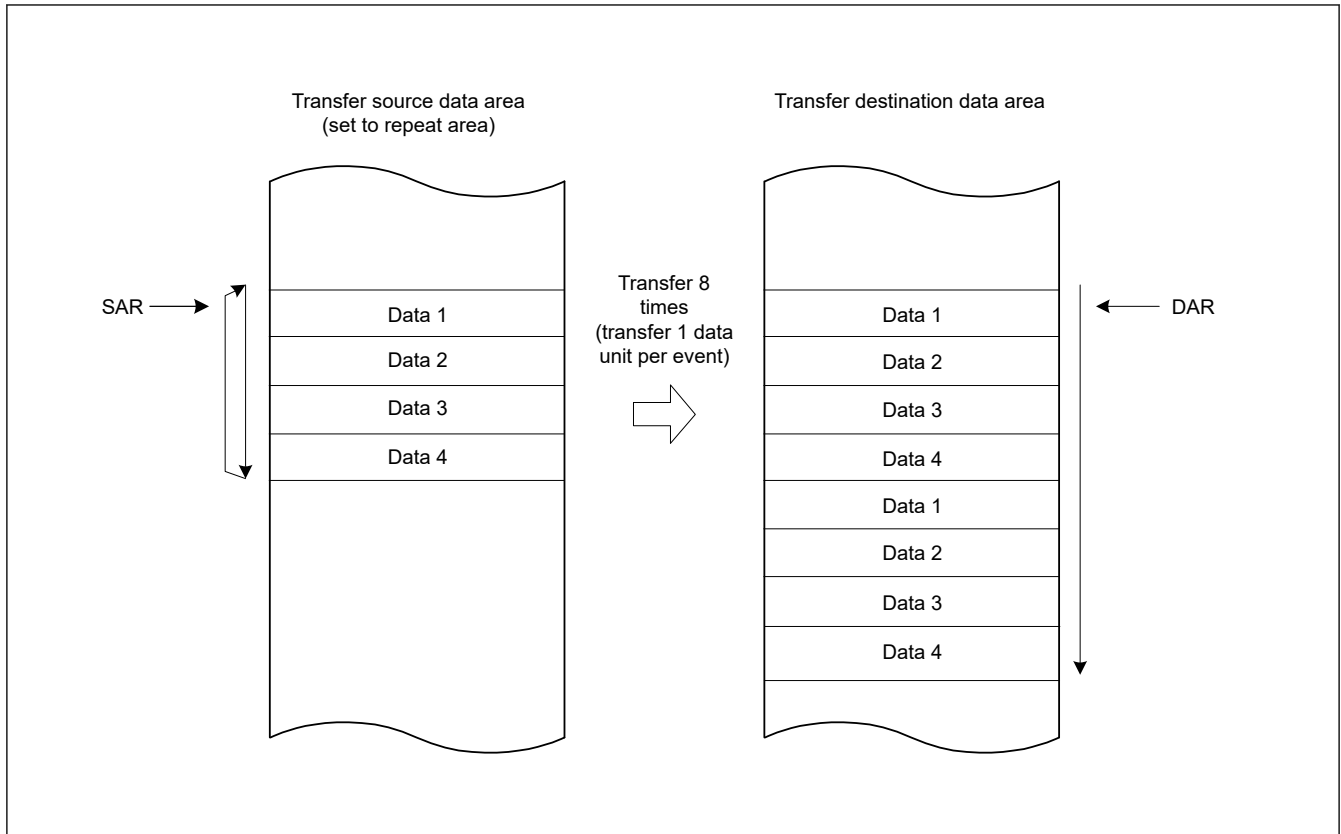 Transfer source data area
(set to repeat area)
Transfer destination data area
SAR
Data 1
Data 2
Data 3
Data 4
Transfer 8
times
(transfer 1 data
unit per event)
Data 1
Data 2
Data 3
Data 4
Data 1
Data 2
Data 3
Data 4
DAR